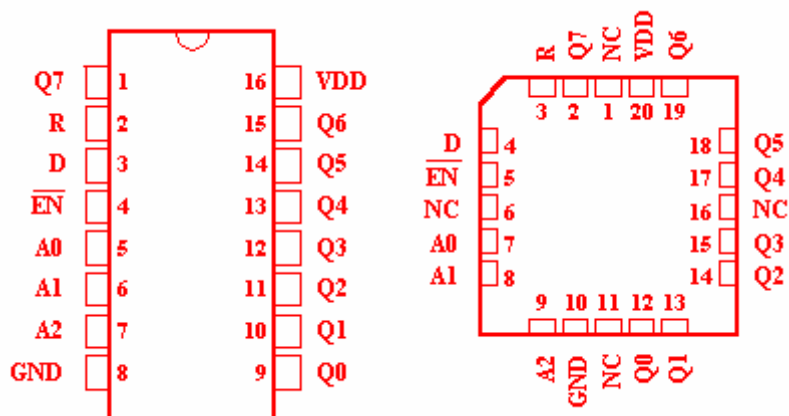 Q7 1 16 VDD
R 2 15 Q6
D 3 14 Q5
EN 4 13 Q4
A0 5 12 Q3
A1 6 11 Q2
A2 7 10 Q1
GND 8 9 Q0
R Q7 NC VDD Q6
3 2 1 20 19
D 4 18 Q5
EN 5 17 Q4
NC 6 16 NC
A0 7 15 Q3
A1 8 14 Q2
9 10 11 12 13
A2 GND NC Q0 Q1